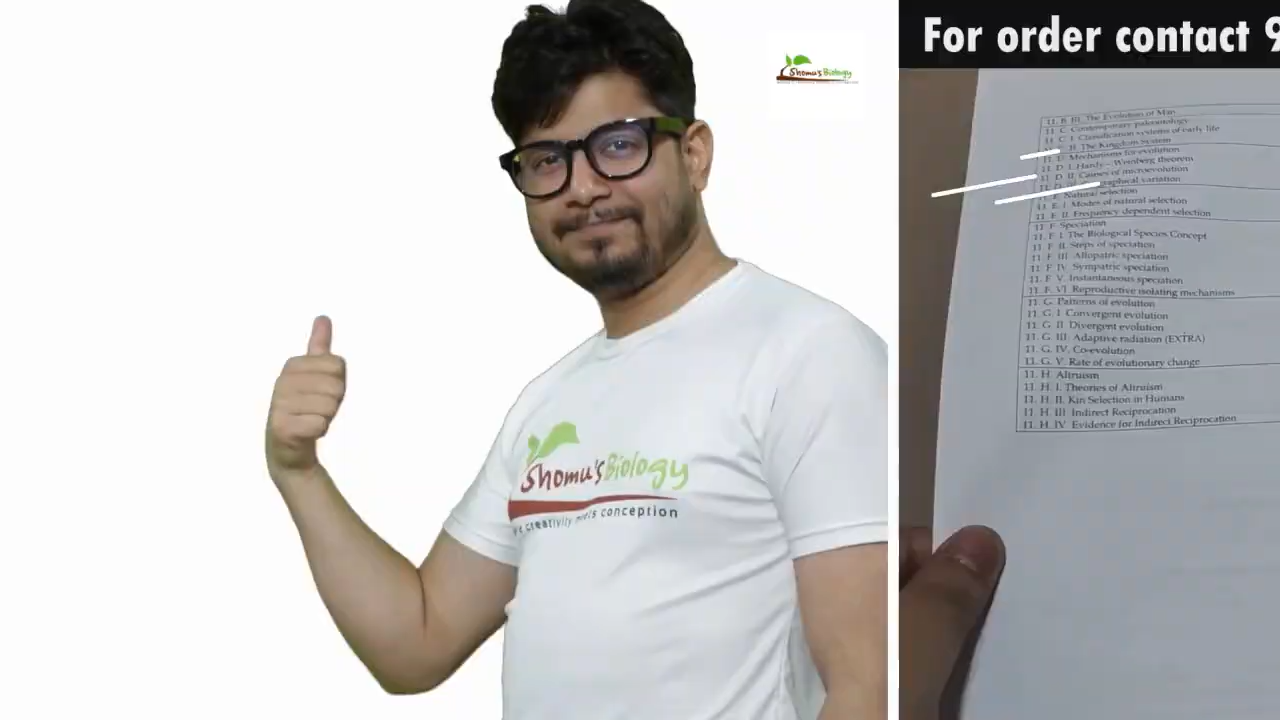 For order contact 9
Shomu's Biology
11. B III. The Evolution of Man
11. C. Contemporary paleontology
11. C. I. Classification systems of early life
II. The Kingdom system
11. D. Mechanisms for evolution
11. D I. Hardy – Weinberg theorem
11. D II. Causes of microevolution
variation
Natural selection
11. E. I. Modes of natural selection
11. E. II. Frequency dependent selection
11. F. Speciation
11. F. I. The Biological Species Concept
11. F. II. Steps of speciation
11. F. III. Allopatric speciation
11. F. IV. Sympatric speciation
11. F. V. Instantaneous speciation
11. F. VI. Reproductive isolating mechanisms
11. G. Patterns of evolution
11. G. I. Convergent evolution
11. G. II. Divergent evolution
11. G. III. Adaptive radiation (EXTRA)
11. G. IV. Co-evolution
11. G. V. Rate of evolutionary change
11. H. Altruism
11. H. I. Theories of Altruism
11. H. II. Kin Selection in Humans
11. H. III Indirect Reciprocation
11. H. IV Evidence for Indirect Reciprocation
Shomu's Biology
creativity meets conception